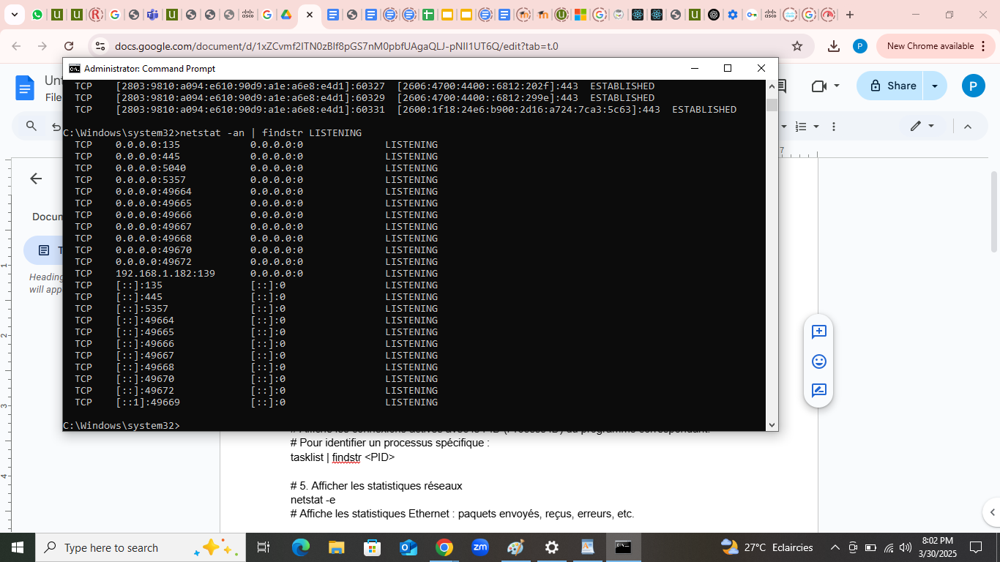 docs.google.com/document/d/1xZCvmf2ITN0zBlf8pGS7nM0pbfUAgaQLJ-pNII1UT6Q/edit?tab=t.0
New Chrome available
Administrator: Command Prompt
File
Share
P
TCP [2803:9810:a094:e610:90d9:a1e:a6e8:e4d1]:60327 [2606:4700:4400::6812:202f]:443 ESTABLISHED
TCP [2803:9810:a094:e610:90d9:a1e:a6e8:e4d1]:60329 [2606:4700:4400::6812:299e]:443 ESTABLISHED
TCP [2803:9810:a094:e610:90d9:a1e:a6e8:e4d1]:60331 [2600:1f18:24e6:b900:2d16:a724:7ca3:5c63]:443 ESTABLISHED
C:\Windows\system32>netstat -an | findstr LISTENING
TCP 0.0.0.0:135 0.0.0.0:0 LISTENING
TCP 0.0.0.0:445 0.0.0.0:0 LISTENING
TCP 0.0.0.0:5040 0.0.0.0:0 LISTENING
TCP 0.0.0.0:5357 0.0.0.0:0 LISTENING
TCP 0.0.0.0:49664 0.0.0.0:0 LISTENING
TCP 0.0.0.0:49665 0.0.0.0:0 LISTENING
TCP 0.0.0.0:49666 0.0.0.0:0 LISTENING
TCP 0.0.0.0:49667 0.0.0.0:0 LISTENING
TCP 0.0.0.0:49668 0.0.0.0:0 LISTENING
TCP 0.0.0.0:49670 0.0.0.0:0 LISTENING
TCP 0.0.0.0:49672 0.0.0.0:0 LISTENING
TCP 192.168.1.182:139 0.0.0.0:0 LISTENING
TCP [::]:135 [::]:0 LISTENING
TCP [::]:445 [::]:0 LISTENING
TCP [::]:5357 [::]:0 LISTENING
TCP [::]:49664 [::]:0 LISTENING
TCP [::]:49665 [::]:0 LISTENING
TCP [::]:49666 [::]:0 LISTENING
TCP [::]:49667 [::]:0 LISTENING
TCP [::]:49668 [::]:0 LISTENING
TCP [::]:49670 [::]:0 LISTENING
TCP [::]:49672 [::]:0 LISTENING
TCP [::1]:49669 [::]:0 LISTENING
C:\Windows\system32>
Docum
Heading
will app
# Affiche les connexions actives avec le PID (Process ID) du programme correspondant.
# Pour identifier un processus spécifique :
tasklist | findstr <PID>
# 5. Afficher les statistiques réseaux
netstat -e
# Affiche les statistiques Ethernet : paquets envoyés, reçus, erreurs, etc.
Type here to search
27°C Eclaircies
8:02 PM
3/30/2025